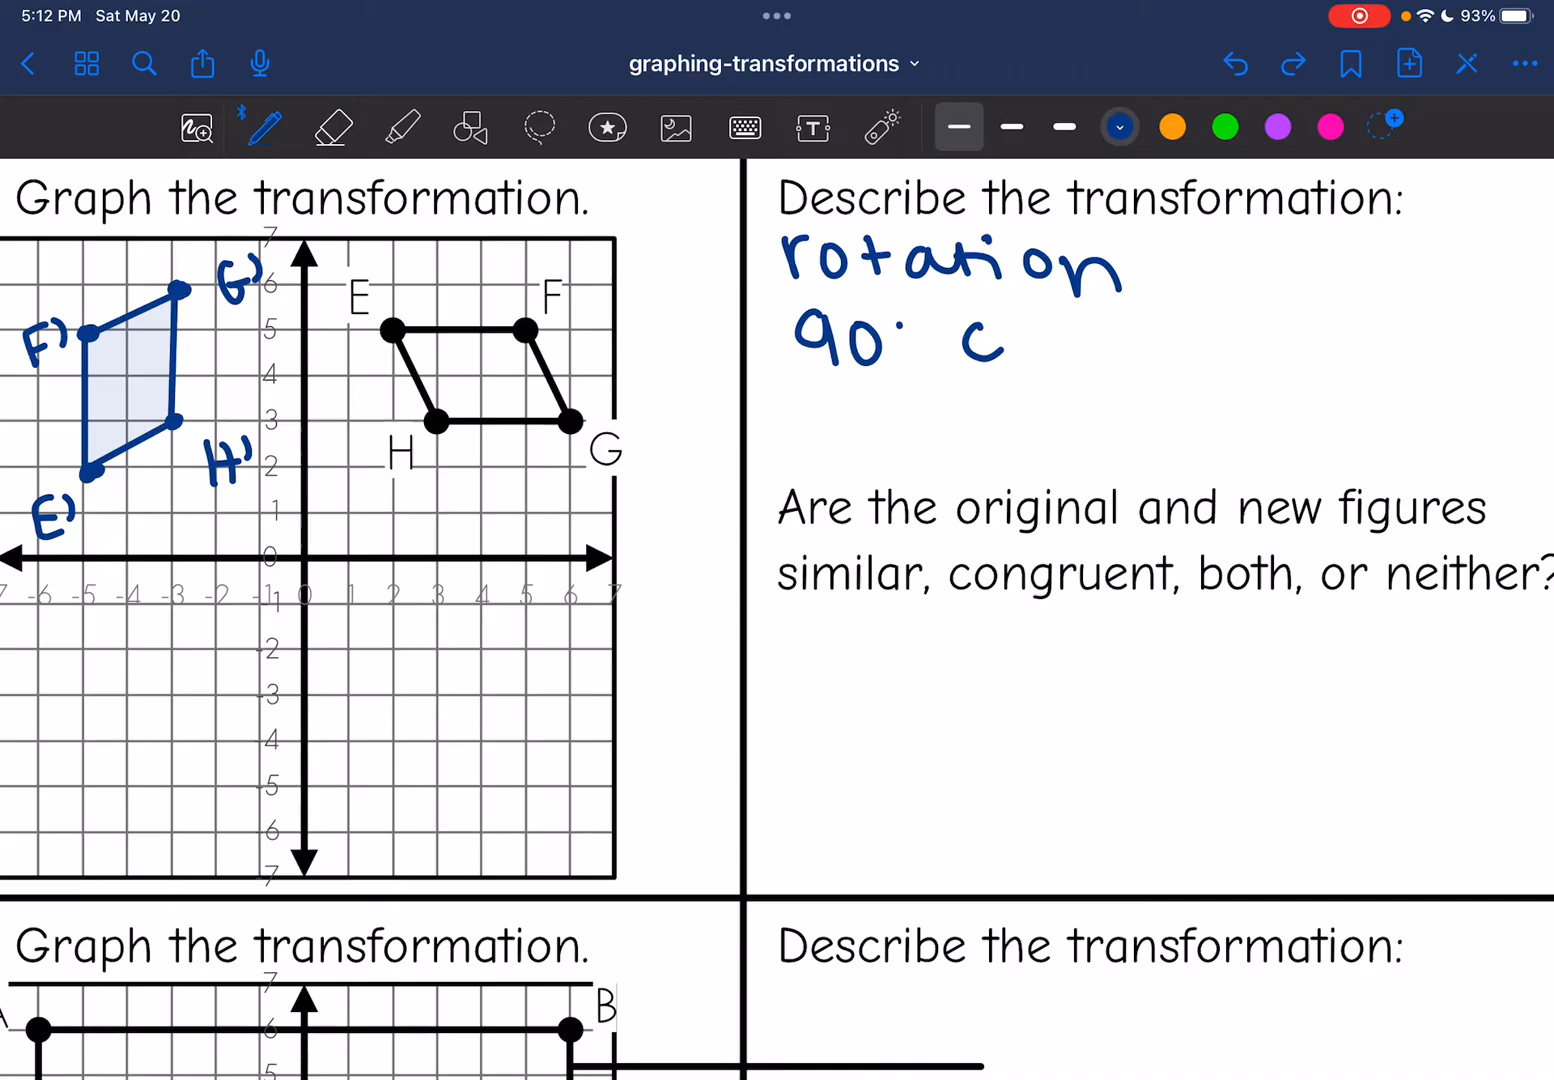 5:12 PM Sat May 20
93%
graphing-transformations
T
Graph the transformation.
Describe the transformation:
rotation
90° c
7
6
5
4
3
2
1
0
-1
-2
-3
-4
-5
-6
-7
7 -6 -5 -4 -3 -2 -1 0 1 2 3 4 5 6 7
E F
H G
G'
F'
H'
E'
Are the original and new figures
similar, congruent, both, or neither?
Graph the transformation.
Describe the transformation:
7
6
5
A B